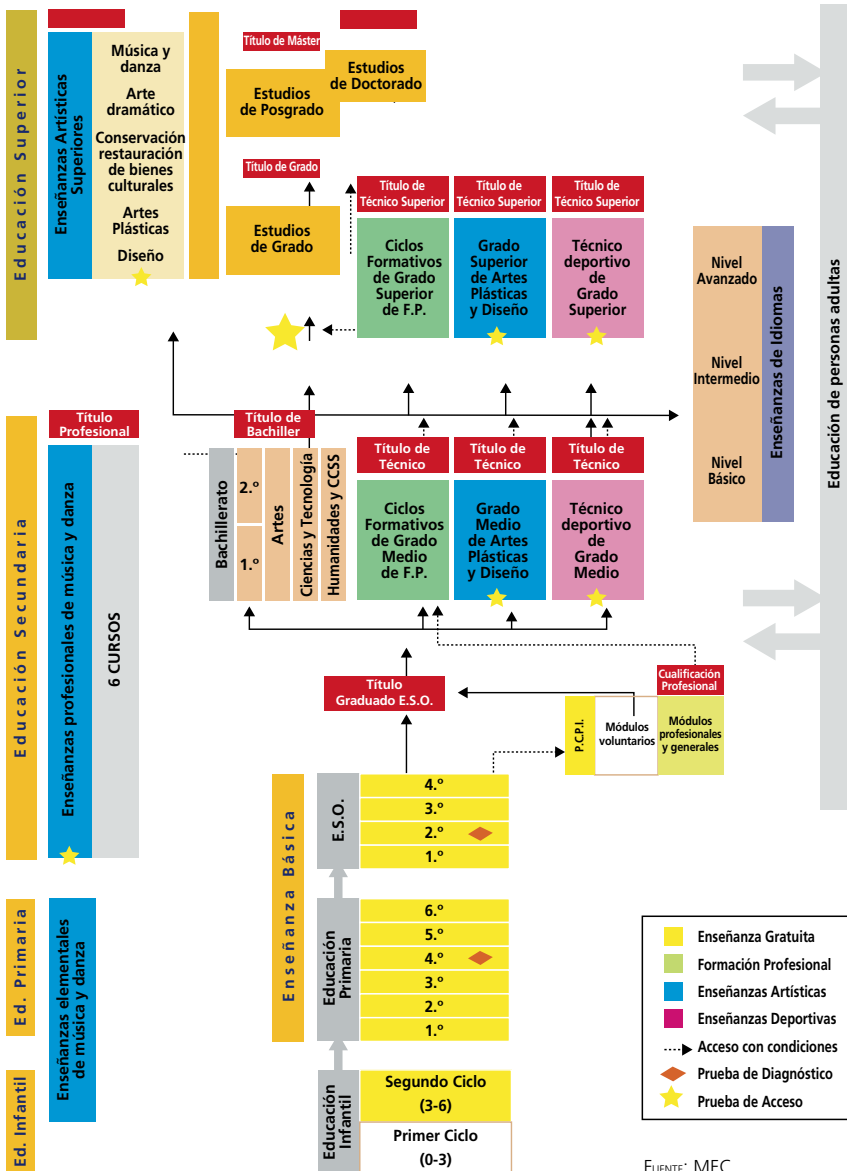 Educación Superior
Enseñanzas Artísticas
Superiores
Música y
danza
Arte
dramático
Conservación
restauración
de bienes
culturales
Artes
Plásticas
Diseño
Título de Máster
Estudios
de Posgrado
Estudios
de Doctorado
Título de Grado
Estudios
de Grado
Título de
Técnico Superior
Ciclos
Formativos
de Grado
Superior
de F.P.
Título de
Técnico Superior
Grado
Superior
de Artes
Plásticas
y Diseño
Título de
Técnico Superior
Técnico
deportivo
de
Grado
Superior
Nivel
Avanzado
Nivel
Intermedio
Nivel
Básico
Enseñanzas de Idiomas
Educación de personas adultas
Educación Secundaria
Título
Profesional
Enseñanzas profesionales de música y danza
6 CURSOS
Título de
Bachiller
Bachillerato
2.º
1.º
Artes
Ciencias y Tecnología
Humanidades y CCSS
Título de
Técnico
Ciclos
Formativos
de Grado
Medio
de F.P.
Título de
Técnico
Grado
Medio
de Artes
Plásticas
y Diseño
Título de
Técnico
Técnico
deportivo
de
Grado
Medio
Título
Graduado E.S.O.
Cualificación
Profesional
P.C.P.I.
Módulos
voluntarios
Módulos
profesionales
y generales
Enseñanza Básica
E.S.O.
4.º
3.º
2.º
1.º
Ed. Primaria
Enseñanzas elementales
de música y danza
Educación
Primaria
6.º
5.º
4.º
3.º
2.º
1.º
Ed. Infantil
Educación
Infantil
Segundo Ciclo
(3-6)
Primer Ciclo
(0-3)
Enseñanza Gratuita
Formación Profesional
Enseñanzas Artísticas
Enseñanzas Deportivas
Acceso con condiciones
Prueba de Diagnóstico
Prueba de Acceso
FUENTE: MEC